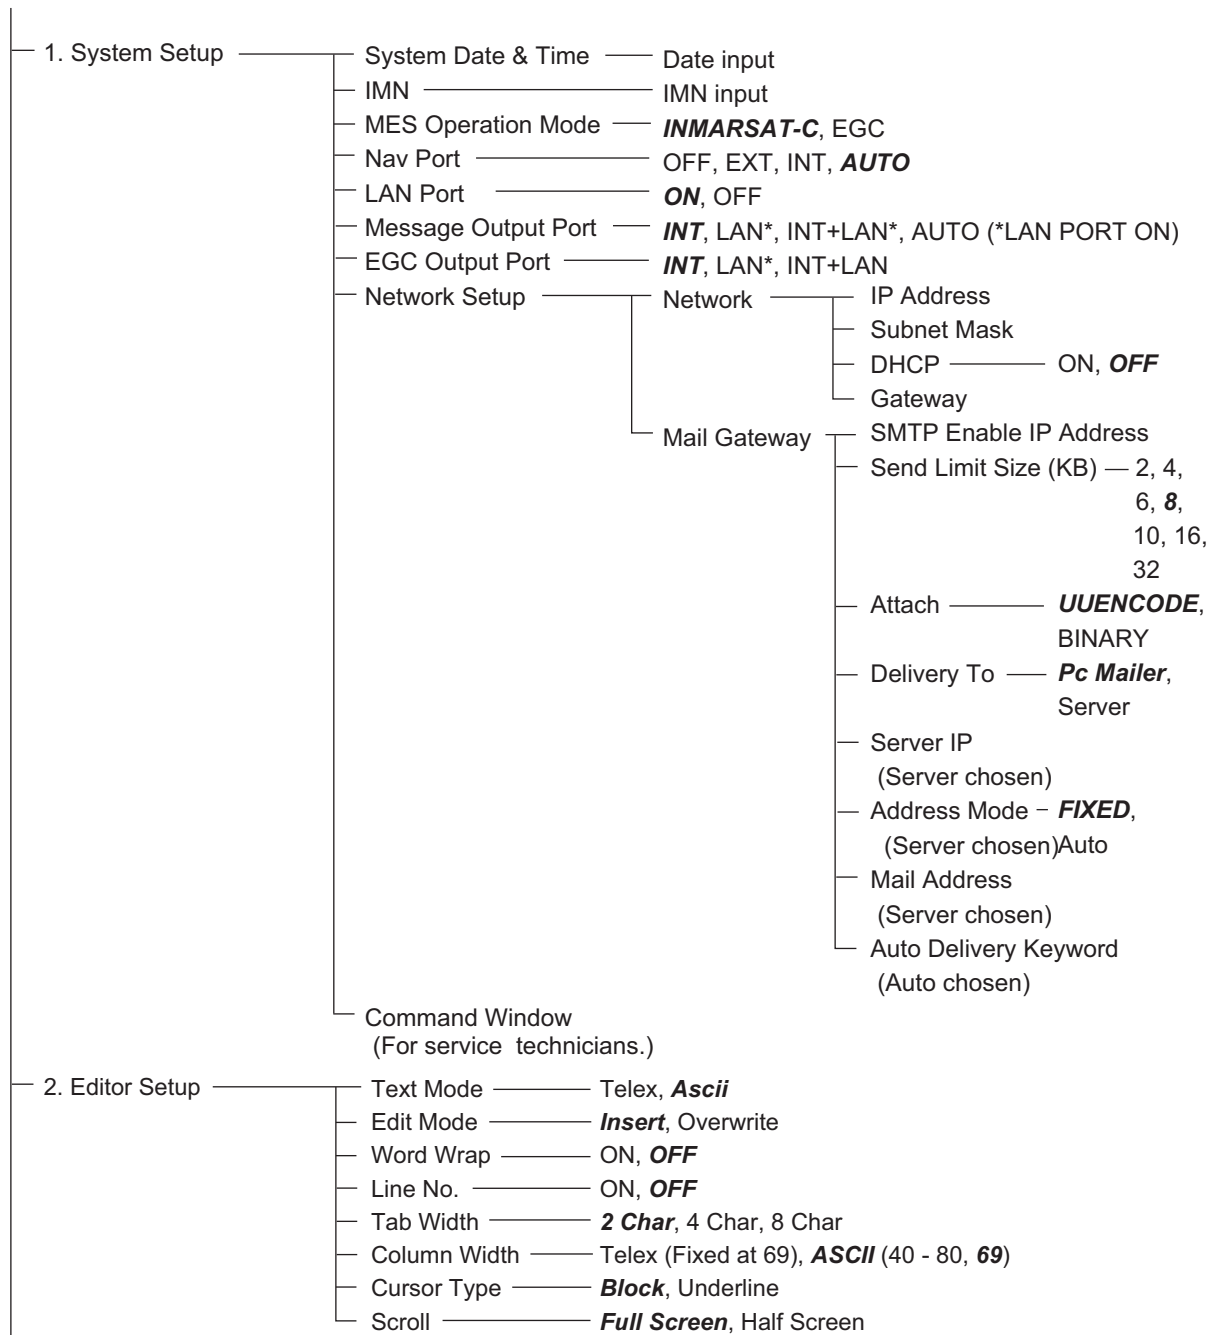 1. System Setup
System Date & Time
Date input
IMN
IMN input
MES Operation Mode
INMARSAT-C, EGC
Nav Port
OFF, EXT, INT, AUTO
LAN Port
ON, OFF
Message Output Port
INT, LAN*, INT+LAN*, AUTO (*LAN PORT ON)
EGC Output Port
INT, LAN*, INT+LAN
Network Setup
Network
IP Address
Subnet Mask
DHCP
ON, OFF
Gateway
Mail Gateway
SMTP Enable IP Address
Send Limit Size (KB)
2, 4,
6, 8,
10, 16,
32
Attach
UUENCODE,
BINARY
Delivery To
Pc Mailer,
Server
Server IP
(Server chosen)
Address Mode
FIXED,
(Server chosen)
Auto
Mail Address
(Server chosen)
Auto Delivery Keyword
(Auto chosen)
Command Window
(For service technicians.)
2. Editor Setup
Text Mode
Telex, Ascii
Edit Mode
Insert, Overwrite
Word Wrap
ON, OFF
Line No.
ON, OFF
Tab Width
2 Char, 4 Char, 8 Char
Column Width
Telex (Fixed at 69), ASCII (40 - 80, 69)
Cursor Type
Block, Underline
Scroll
Full Screen, Half Screen